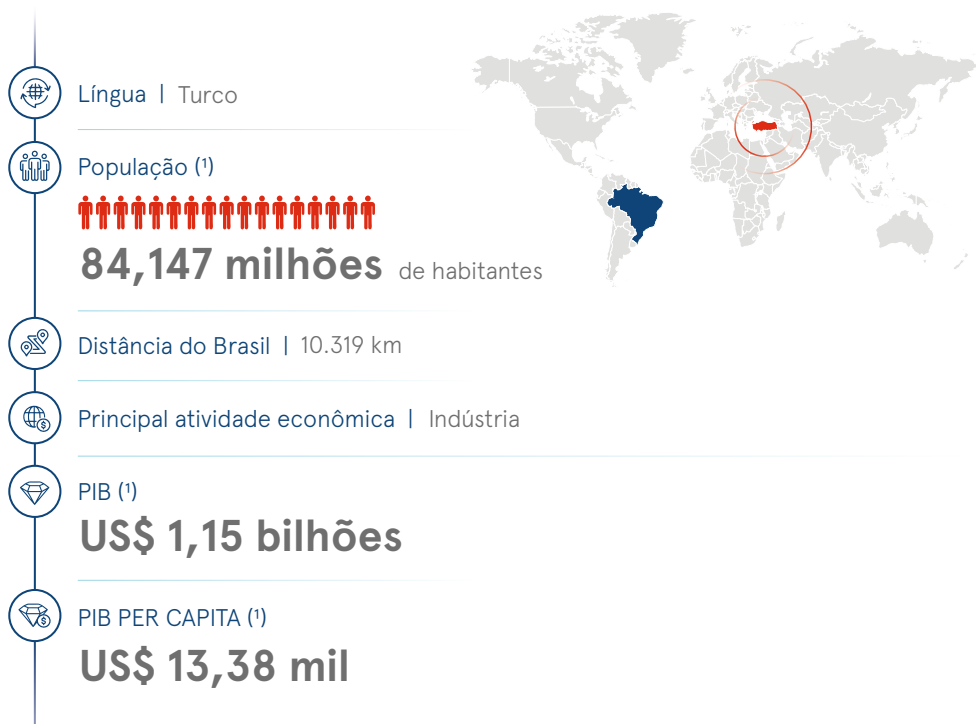 Língua | Turco
População (¹)
84,147 milhões de habitantes
Distância do Brasil | 10.319 km
Principal atividade econômica | Indústria
PIB (¹)
US$ 1,15 bilhões
PIB PER CAPITA (¹)
US$ 13,38 mil